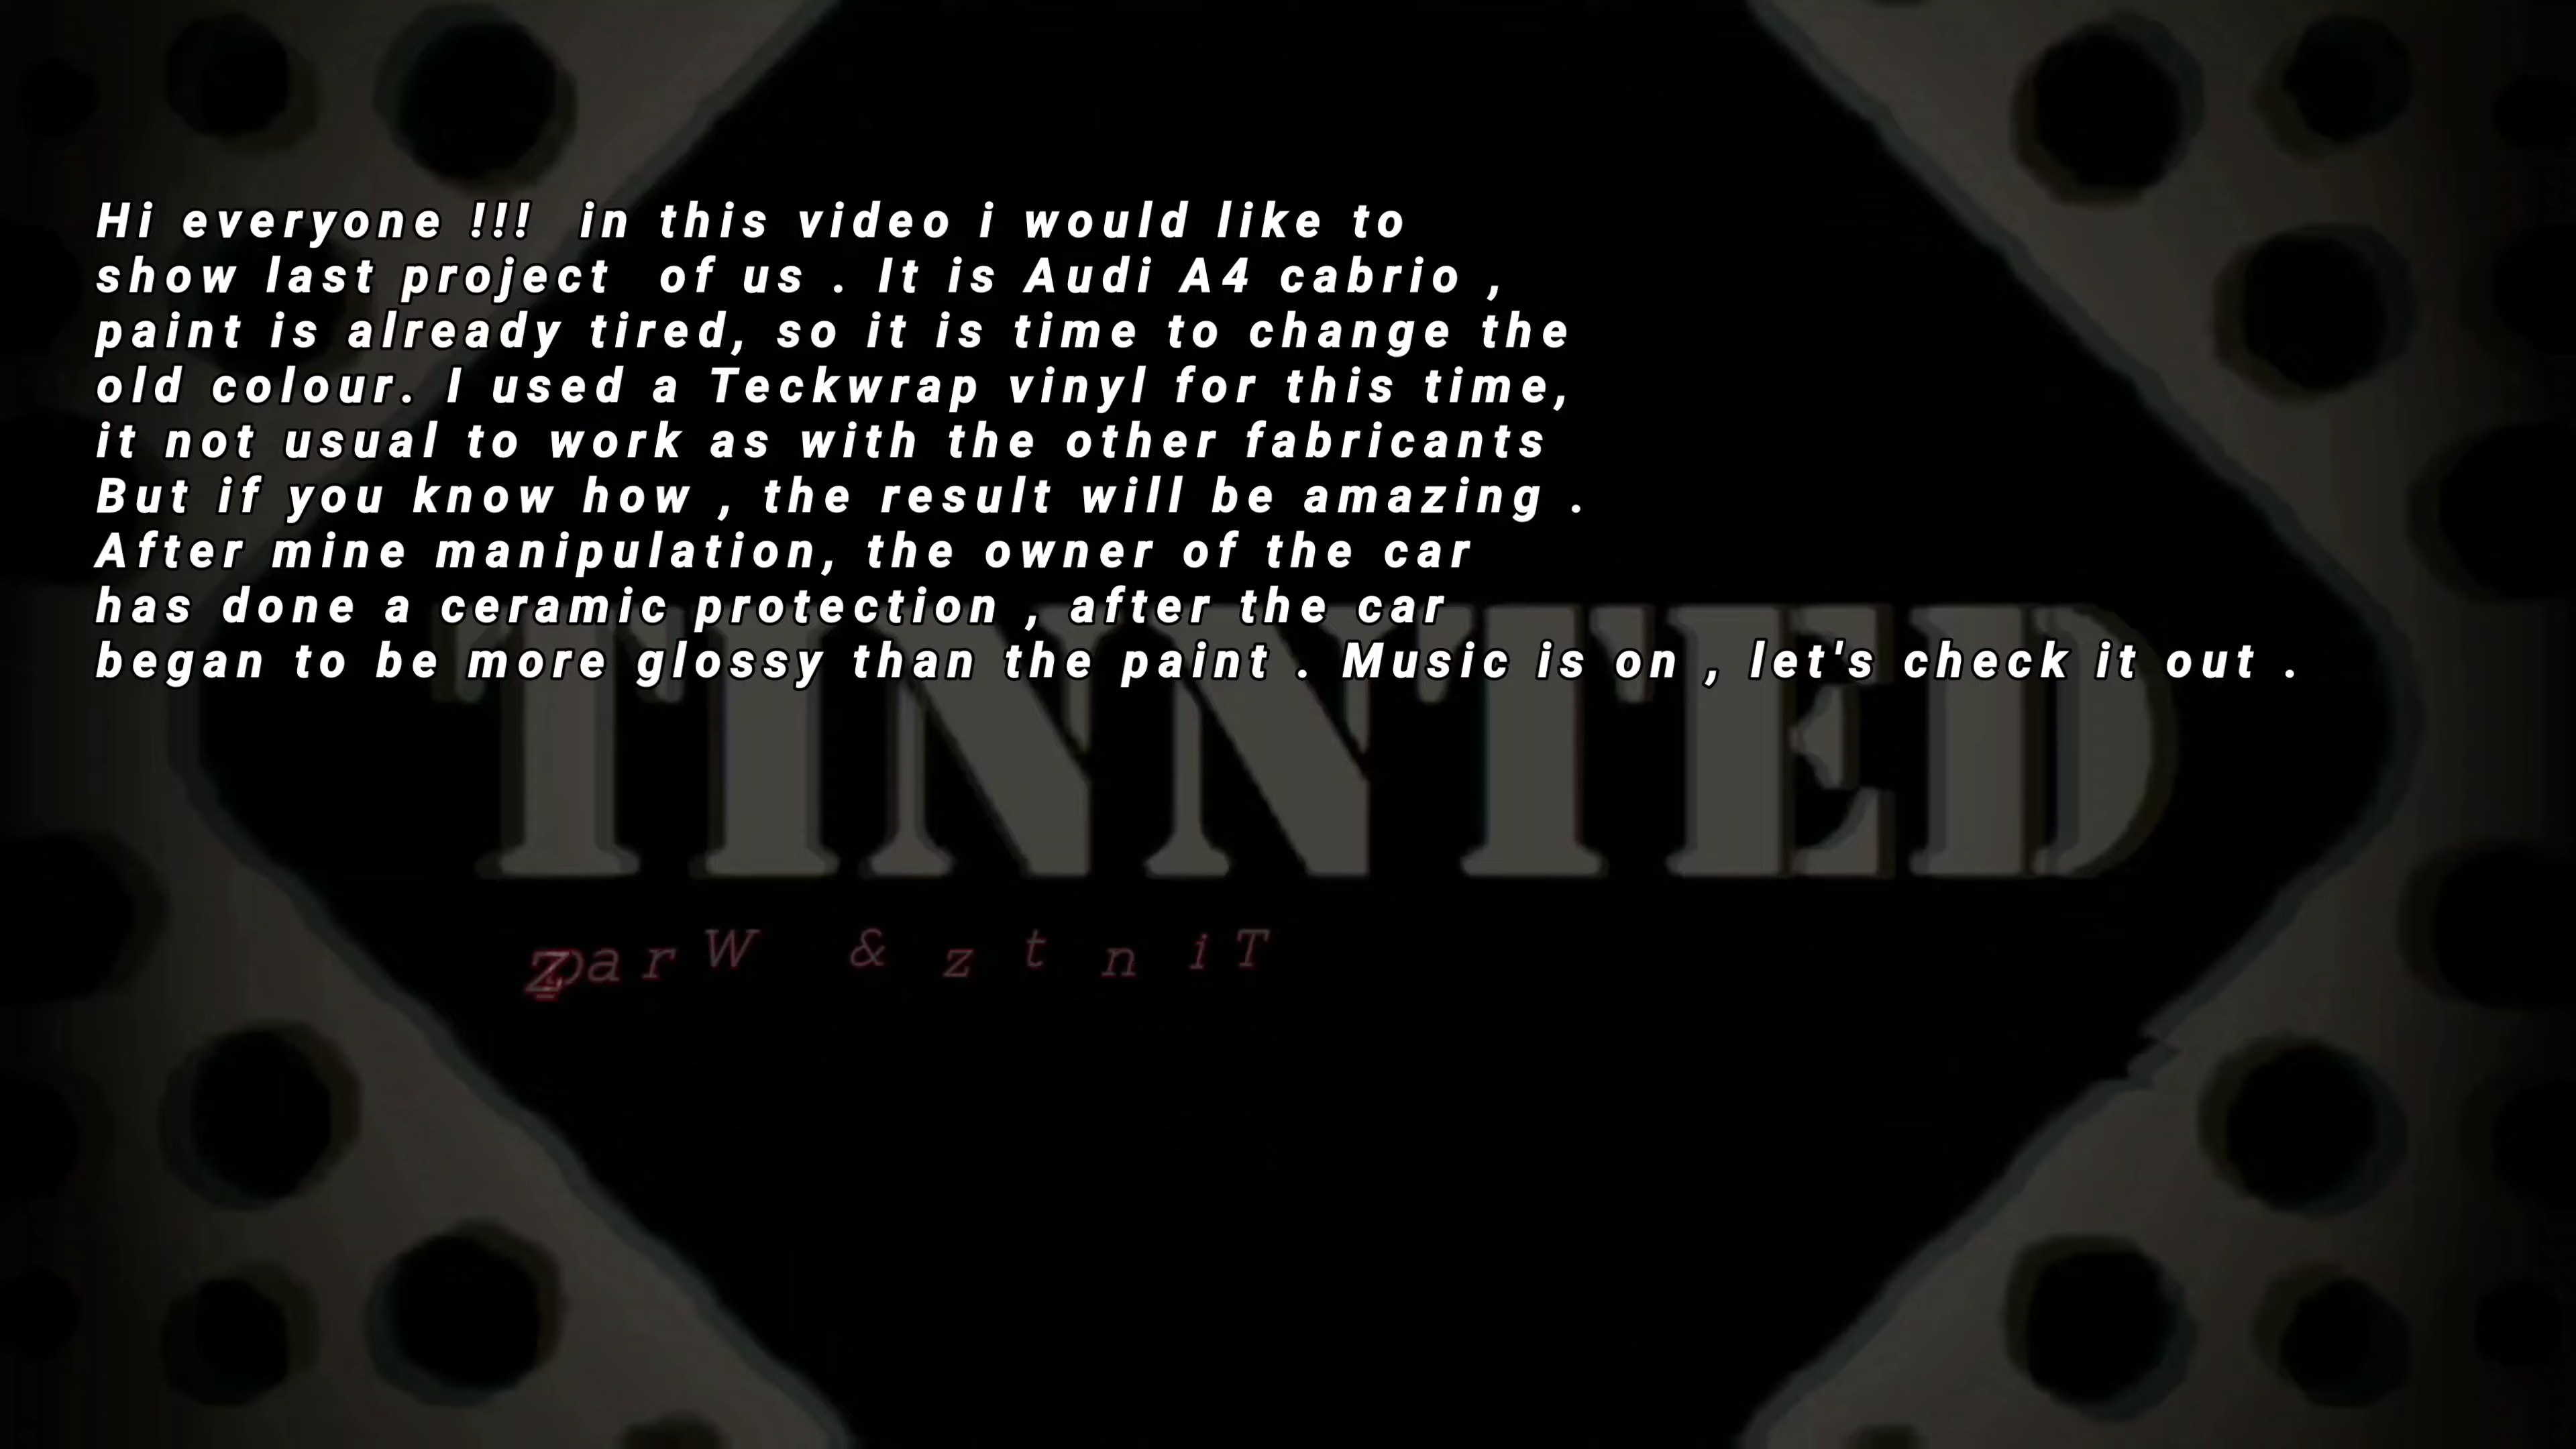 Hi everyone !!!  in this video i would like to
show last project  of us . It is Audi A4 cabrio ,
paint is already tired, so it is time to change the
old colour. I used a Teckwrap vinyl for this time,
it not usual to work as with the other fabricants
But if you know how , the result will be amazing .
After mine manipulation, the owner of the car
has done a ceramic protection , after the car
began to be more glossy than the paint . Music is on , let's check it out .
TINNTED
zparW & ztniT